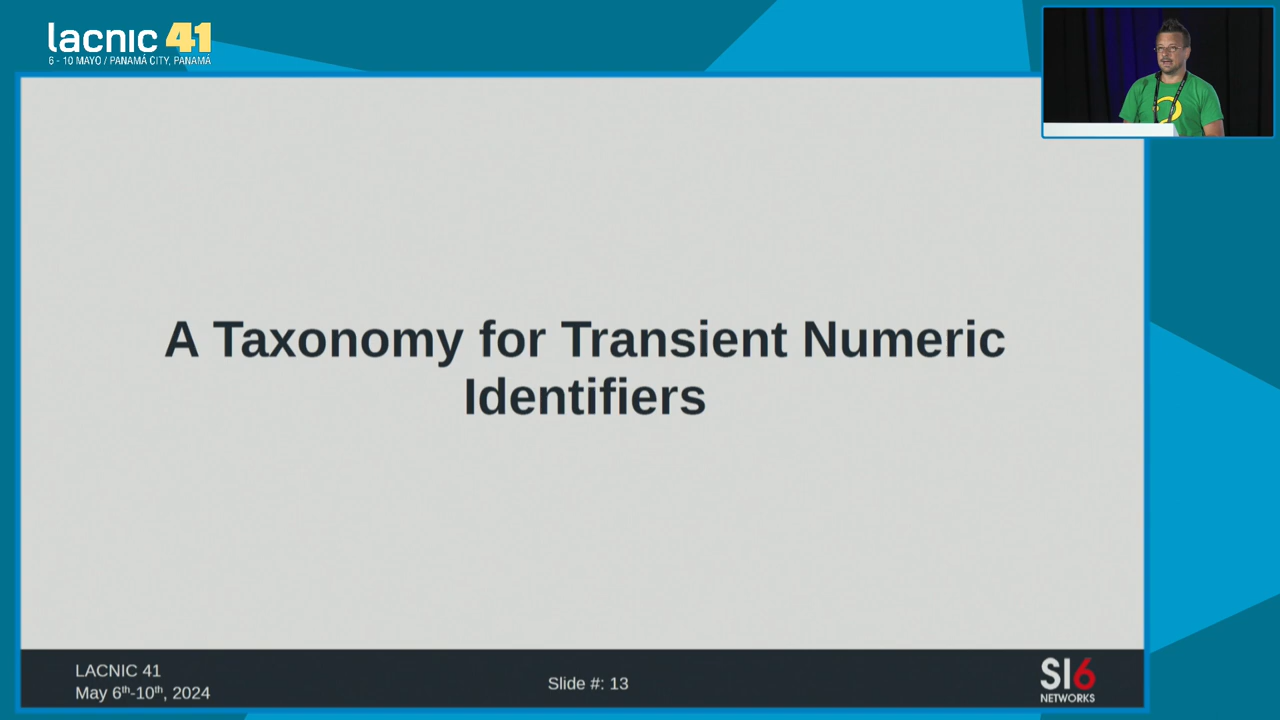 lacnic 41
6 - 10 MAYO / PANAMÁ CITY, PANAMÁ
A Taxonomy for Transient Numeric
Identifiers
LACNIC 41
May 6th-10th, 2024
Slide #: 13
SI6
NETWORKS